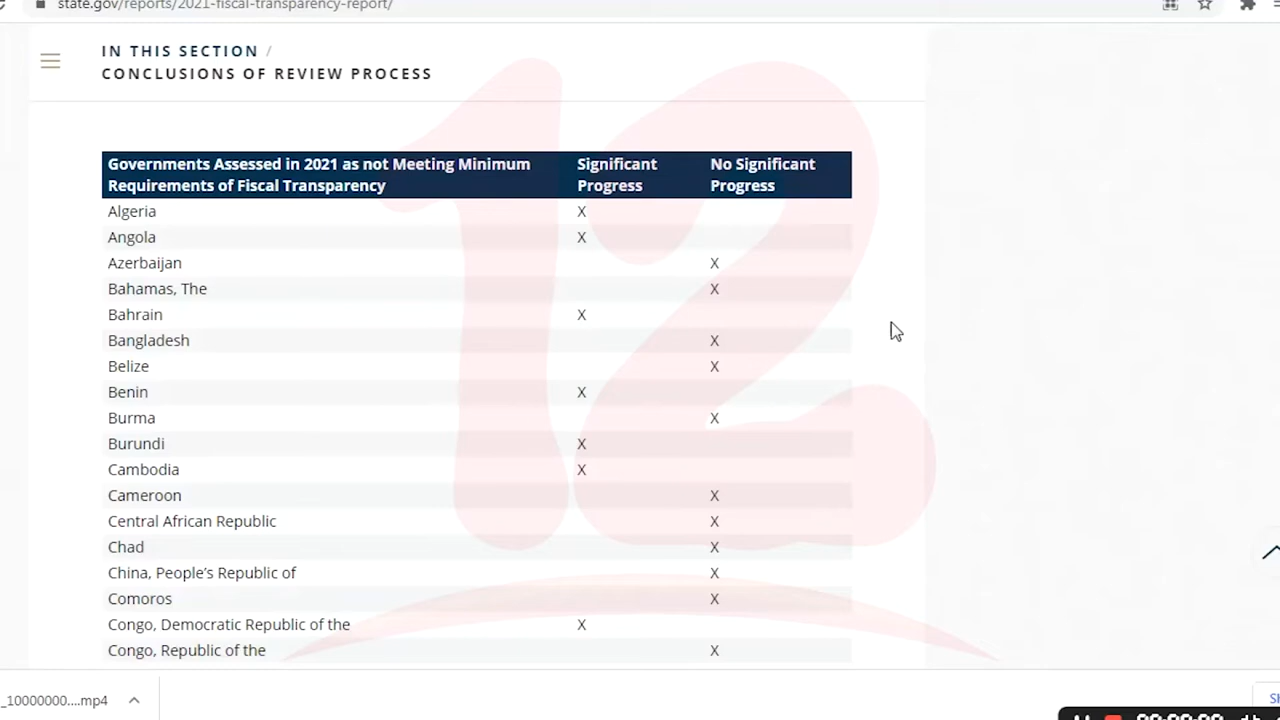 state.gov/reports/2021-fiscal-transparency-report/
IN THIS SECTION /
CONCLUSIONS OF REVIEW PROCESS
Governments Assessed in 2021 as not Meeting Minimum Requirements of Fiscal Transparency Significant Progress No Significant Progress
Algeria X
Angola X
Azerbaijan X
Bahamas, The X
Bahrain X
Bangladesh X
Belize X
Benin X
Burma X
Burundi X
Cambodia X
Cameroon X
Central African Republic X
Chad X
China, People’s Republic of X
Comoros X
Congo, Democratic Republic of the X
Congo, Republic of the X
12
_10000000....mp4